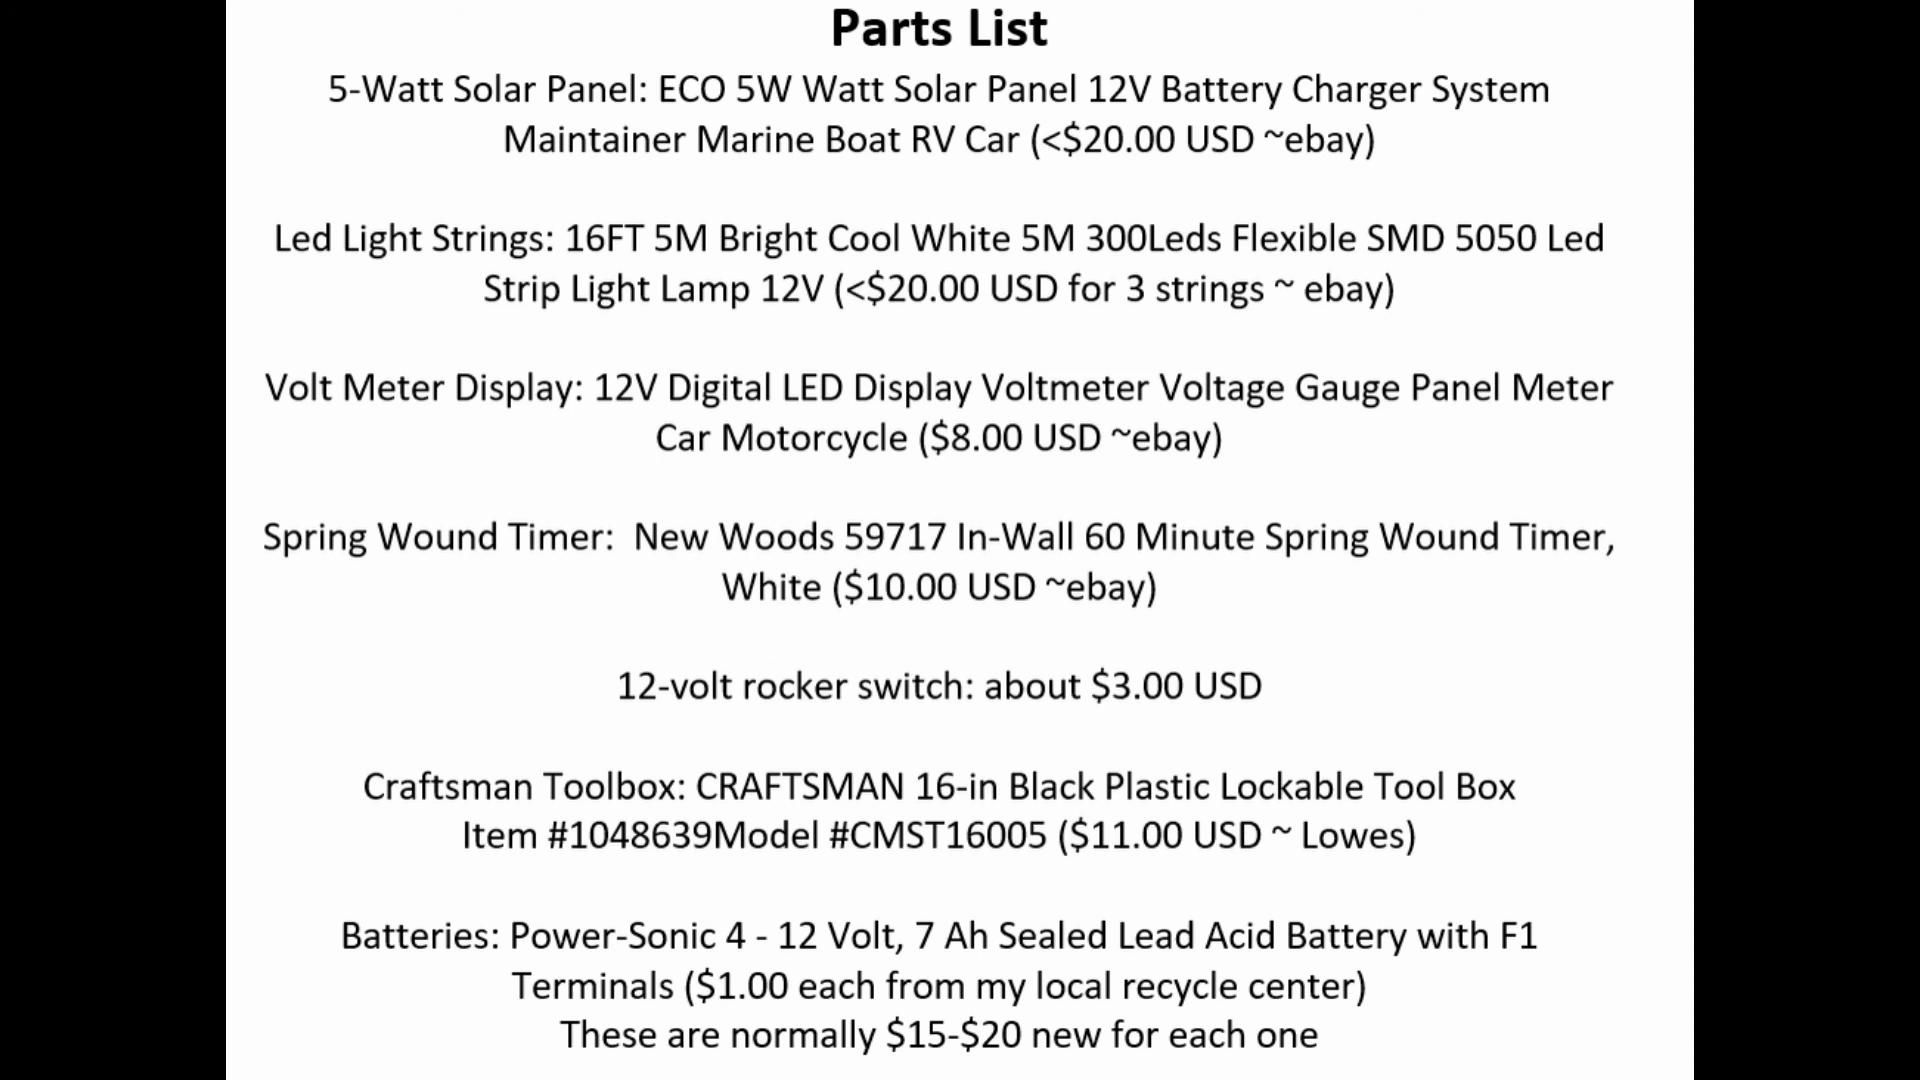 Parts List
5-Watt Solar Panel: ECO 5W Watt Solar Panel 12V Battery Charger System
Maintainer Marine Boat RV Car (<$20.00 USD ~ebay)
Led Light Strings: 16FT 5M Bright Cool White 5M 300Leds Flexible SMD 5050 Led
Strip Light Lamp 12V (<$20.00 USD for 3 strings ~ ebay)
Volt Meter Display: 12V Digital LED Display Voltmeter Voltage Gauge Panel Meter
Car Motorcycle ($8.00 USD ~ebay)
Spring Wound Timer:  New Woods 59717 In-Wall 60 Minute Spring Wound Timer,
White ($10.00 USD ~ebay)
12-volt rocker switch: about $3.00 USD
Craftsman Toolbox: CRAFTSMAN 16-in Black Plastic Lockable Tool Box
Item #1048639Model #CMST16005 ($11.00 USD ~ Lowes)
Batteries: Power-Sonic 4 - 12 Volt, 7 Ah Sealed Lead Acid Battery with F1
Terminals ($1.00 each from my local recycle center)
These are normally $15-$20 new for each one